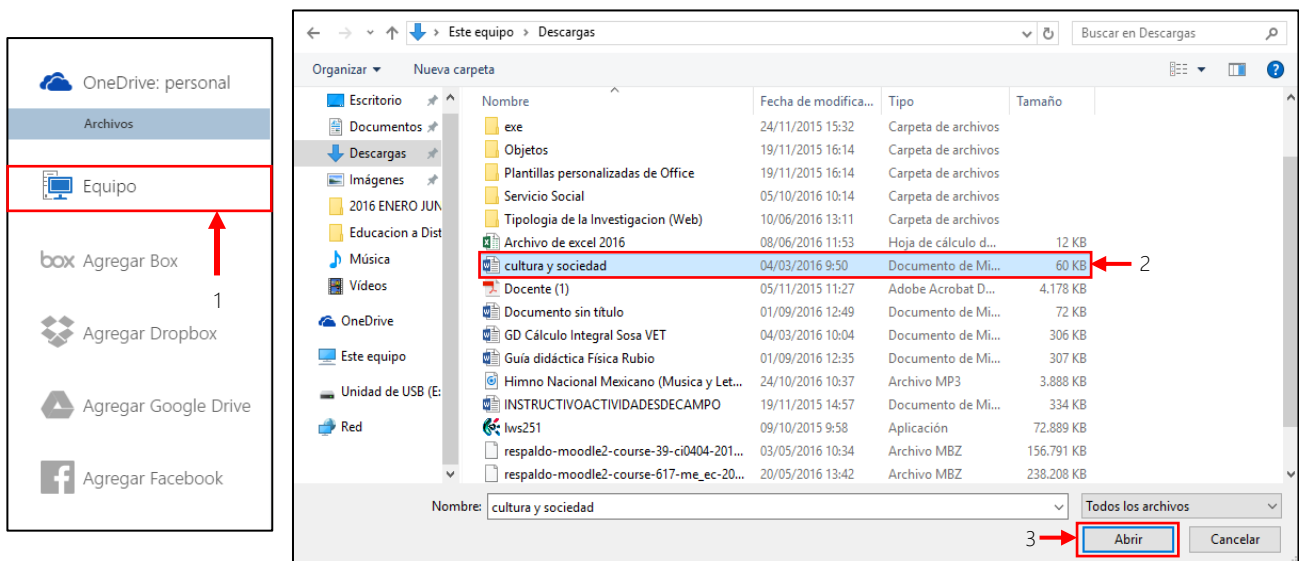 OneDrive: personal
Archivos
Equipo
box Agregar Box
1
Agregar Dropbox
Agregar Google Drive
Agregar Facebook
Este equipo > Descargas
Buscar en Descargas
Organizar
Nueva carpeta
Escritorio
Documentos
Descargas
Imágenes
2016 ENERO JUN
Educacion a Dist
Música
Vídeos
OneDrive
Este equipo
Unidad de USB (E:
Red
Nombre Fecha de modifica... Tipo Tamaño
exe 24/11/2015 15:32 Carpeta de archivos
Objetos 19/11/2015 16:14 Carpeta de archivos
Plantillas personalizadas de Office 19/11/2015 16:14 Carpeta de archivos
Servicio Social 05/10/2016 10:14 Carpeta de archivos
Tipologia de la Investigacion (Web) 10/06/2016 13:11 Carpeta de archivos
Archivo de excel 2016 08/06/2016 11:53 Hoja de cálculo d... 12 KB
cultura y sociedad 04/03/2016 9:50 Documento de Mi... 60 KB
2
Docente (1) 05/11/2015 11:27 Adobe Acrobat D... 4.178 KB
Documento sin título 01/09/2016 12:49 Documento de Mi... 72 KB
GD Cálculo Integral Sosa VET 04/03/2016 10:04 Documento de Mi... 306 KB
Guía didáctica Física Rubio 01/09/2016 12:35 Documento de Mi... 307 KB
Himno Nacional Mexicano (Musica y Let... 24/10/2016 10:37 Archivo MP3 3.888 KB
INSTRUCTIVOACTIVIDADESDECAMPO 19/11/2015 14:57 Documento de Mi... 334 KB
lws251 09/10/2015 9:58 Aplicación 72.889 KB
respaldo-moodle2-course-39-ci0404-201... 03/05/2016 10:34 Archivo MBZ 156.791 KB
respaldo-moodle2-course-617-me_ec-20... 20/05/2016 13:42 Archivo MBZ 238.208 KB
Nombre: cultura y sociedad
Todos los archivos
3
Abrir
Cancelar